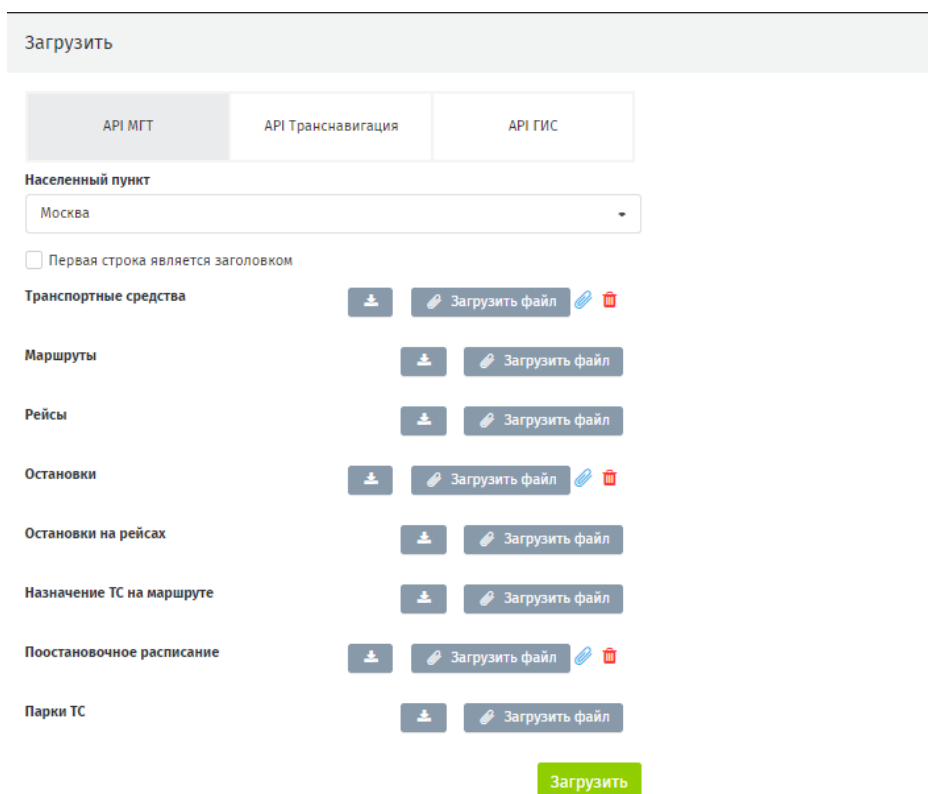 Загрузить
API МГТ API Транснавигация API ГИС
Населенный пункт
Москва
Первая строка является заголовком
Транспортные средства Загрузить файл
Маршруты Загрузить файл
Рейсы Загрузить файл
Остановки Загрузить файл
Остановки на рейсах Загрузить файл
Назначение ТС на маршруте Загрузить файл
Поостановочное расписание Загрузить файл
Парки ТС Загрузить файл
Загрузить